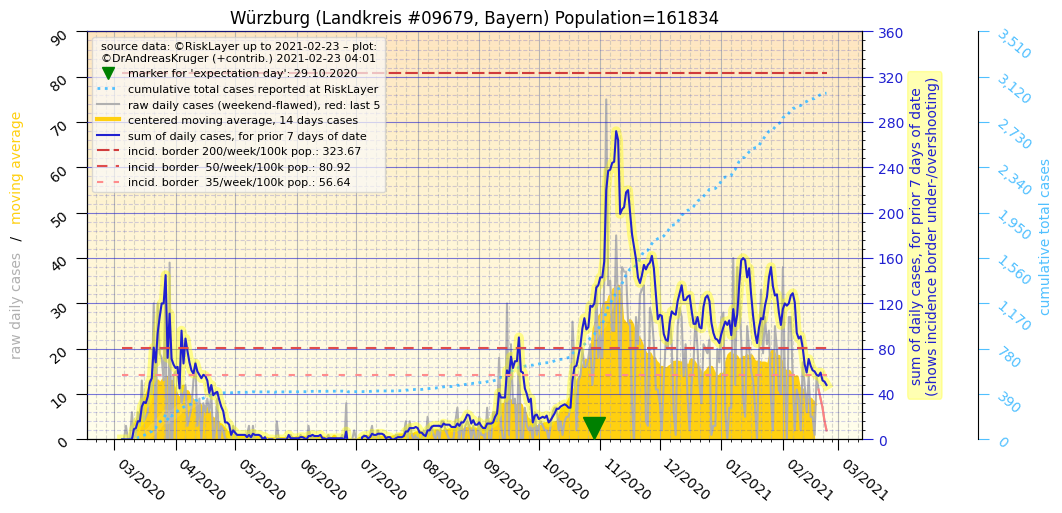 Würzburg (Landkreis #09679, Bayern) Population=161834
source data: ©RiskLayer up to 2021-02-23 – plot:
©DrAndreasKruger (+contrib.) 2021-02-23 04:01
marker for 'expectation day': 29.10.2020
cumulative total cases reported at RiskLayer
raw daily cases (weekend-flawed), red: last 5
centered moving average, 14 days cases
sum of daily cases, for prior 7 days of date
incid. border 200/week/100k pop.: 323.67
incid. border  50/week/100k pop.: 80.92
incid. border  35/week/100k pop.: 56.64
raw daily cases  /  moving average
90
80
70
60
50
40
30
20
10
0
03/2020
04/2020
05/2020
06/2020
07/2020
08/2020
09/2020
10/2020
11/2020
12/2020
01/2021
02/2021
03/2021
360
320
280
240
200
160
120
80
40
0
sum of daily cases, for prior 7 days of date
(shows incidence border under-/overshooting)
3,510
3,120
2,730
2,340
1,950
1,560
1,170
780
390
0
cumulative total cases